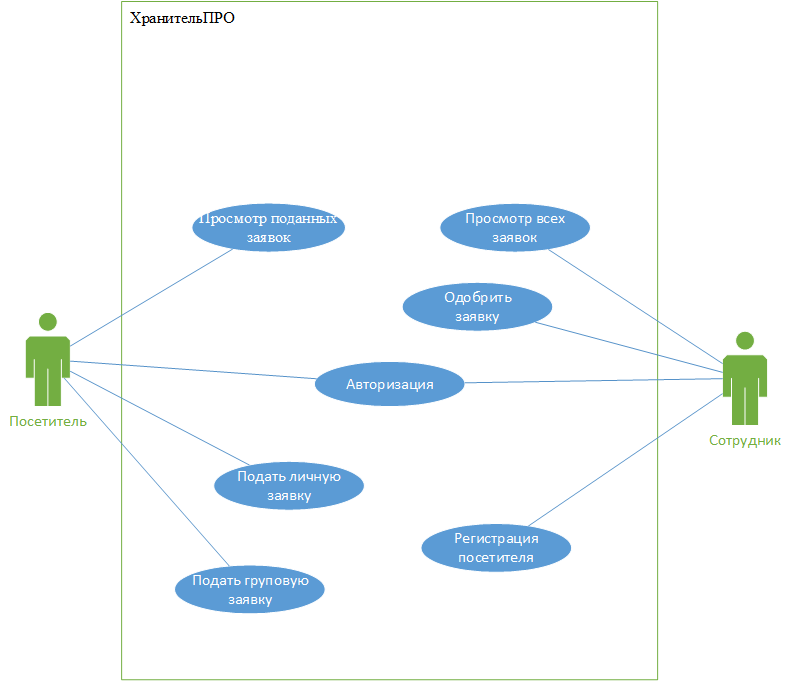 ХранительПРО
Просмотр поданных
заявок
Просмотр всех
заявок
Одобрить
заявку
Авторизация
Посетитель
Сотрудник
Подать личную
заявку
Регистрация
посетителя
Подать груповую
заявку